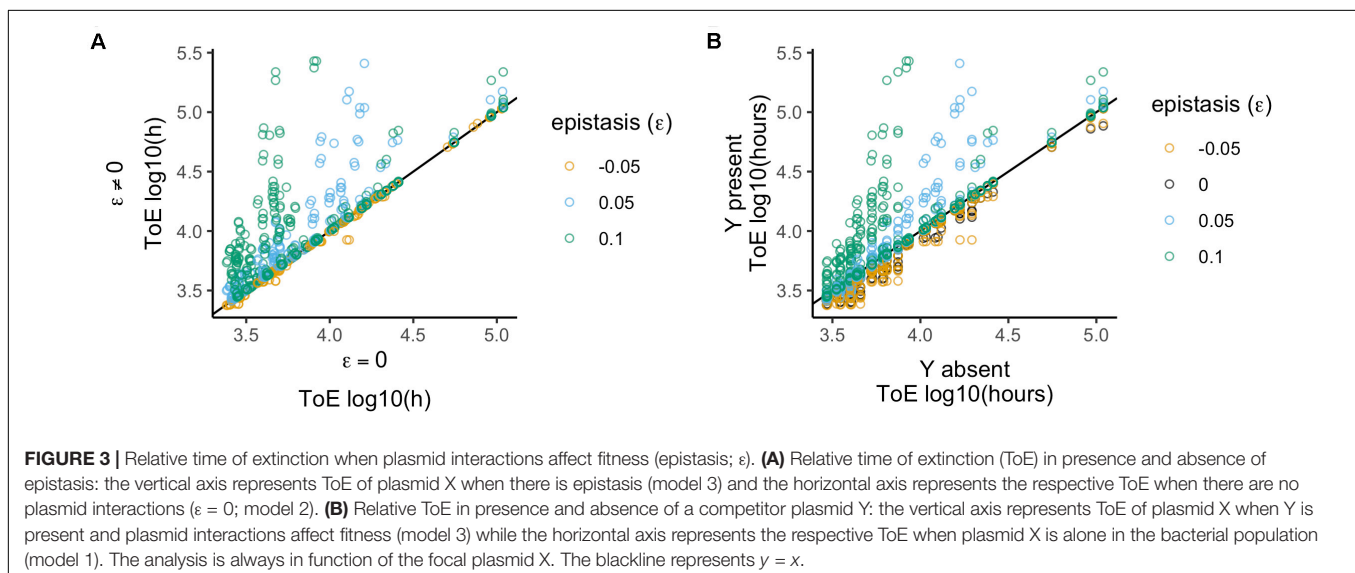 A
5.5
5.0
4.5
4.0
3.5
ε ≠ 0
ToE log10(h)
3.5 4.0 4.5 5.0
ε = 0
ToE log10(h)
epistasis (ε)
-0.05
0.05
0.1
B
5.5
5.0
4.5
4.0
3.5
Y present
ToE log10(hours)
3.5 4.0 4.5 5.0
Y absent
ToE log10(hours)
epistasis (ε)
-0.05
0
0.05
0.1
FIGURE 3 | Relative time of extinction when plasmid interactions affect fitness (epistasis; ε). (A) Relative time of extinction (ToE) in presence and absence of
epistasis: the vertical axis represents ToE of plasmid X when there is epistasis (model 3) and the horizontal axis represents the respective ToE when there are no
plasmid interactions (ε = 0; model 2). (B) Relative ToE in presence and absence of a competitor plasmid Y: the vertical axis represents ToE of plasmid X when Y is
present and plasmid interactions affect fitness (model 3) while the horizontal axis represents the respective ToE when plasmid X is alone in the bacterial population
(model 1). The analysis is always in function of the focal plasmid X. The blackline represents y = x.